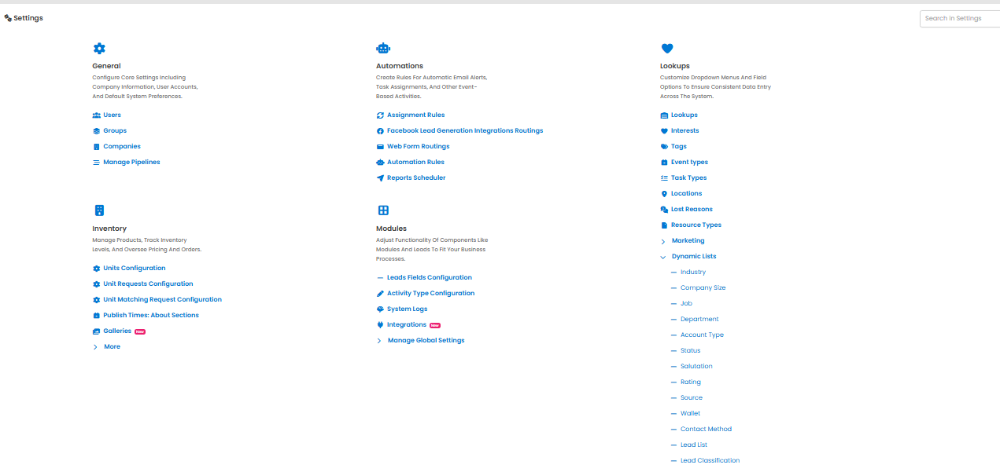 Settings
Search in Settings
General
Configure Core Settings Including
Company Information, User Accounts,
And Default System Preferences.
Users
Groups
Companies
Manage Pipelines
Automations
Create Rules For Automatic Email Alerts,
Task Assignments, And Other Event-
Based Activities.
Assignment Rules
Facebook Lead Generation Integrations Routings
Web Form Routings
Automation Rules
Reports Scheduler
Lookups
Customize Dropdown Menus And Field
Options To Ensure Consistent Data Entry
Across The System.
Lookups
Interests
Tags
Event types
Task Types
Locations
Lost Reasons
Resource Types
Marketing
Dynamic Lists
Industry
Company Size
Job
Department
Account Type
Status
Salutation
Rating
Source
Wallet
Contact Method
Lead List
Lead Classification
Inventory
Manage Products, Track Inventory
Levels, And Oversee Pricing And Orders.
Units Configuration
Unit Requests Configuration
Unit Matching Request Configuration
Publish Times: About Sections
Galleries New
More
Modules
Adjust Functionality Of Components Like
Modules And Leads To Fit Your Business
Processes.
Leads Fields Configuration
Activity Type Configuration
System Logs
Integrations New
Manage Global Settings